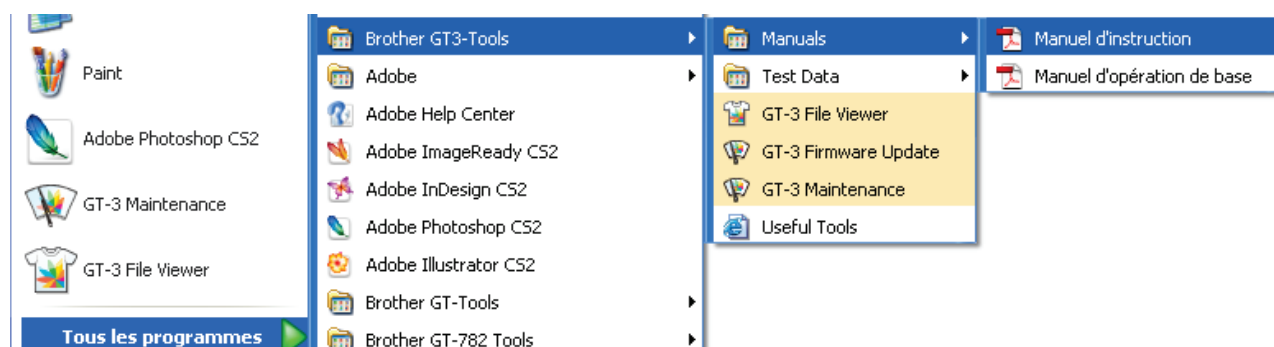 Paint
Adobe Photoshop CS2
GT-3 Maintenance
GT-3 File Viewer
Tous les programmes
Brother GT3-Tools
Adobe
Adobe Help Center
Adobe ImageReady CS2
Adobe InDesign CS2
Adobe Photoshop CS2
Adobe Illustrator CS2
Brother GT-Tools
Brother GT-782 Tools
Manuals
Test Data
GT-3 File Viewer
GT-3 Firmware Update
GT-3 Maintenance
Useful Tools
Manuel d'instruction
Manuel d'opération de base